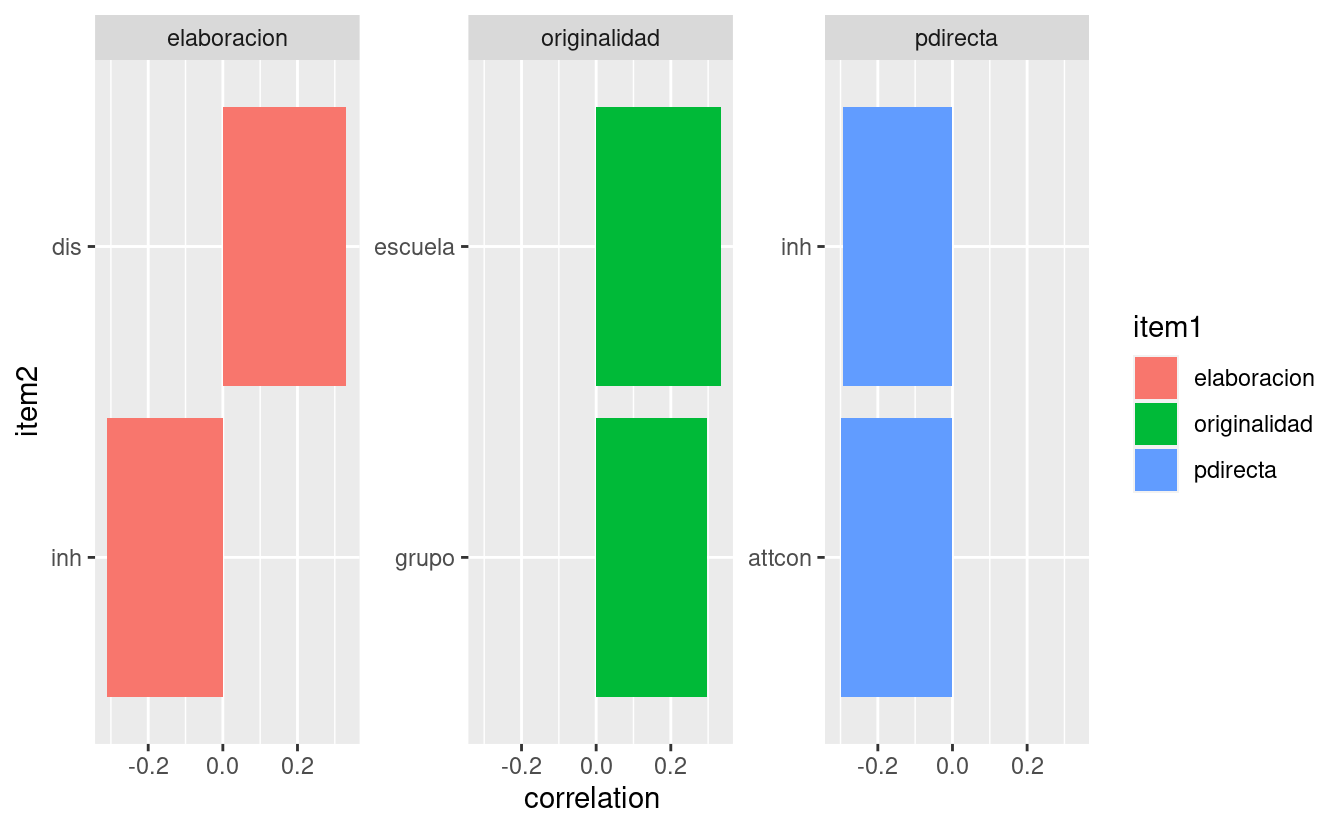 elaboracion
originalidad
pdirecta
item2
dis
inh
escuela
grupo
inh
attcon
-0.2 0.0 0.2
-0.2 0.0 0.2
-0.2 0.0 0.2
correlation
item1
elaboracion
originalidad
pdirecta